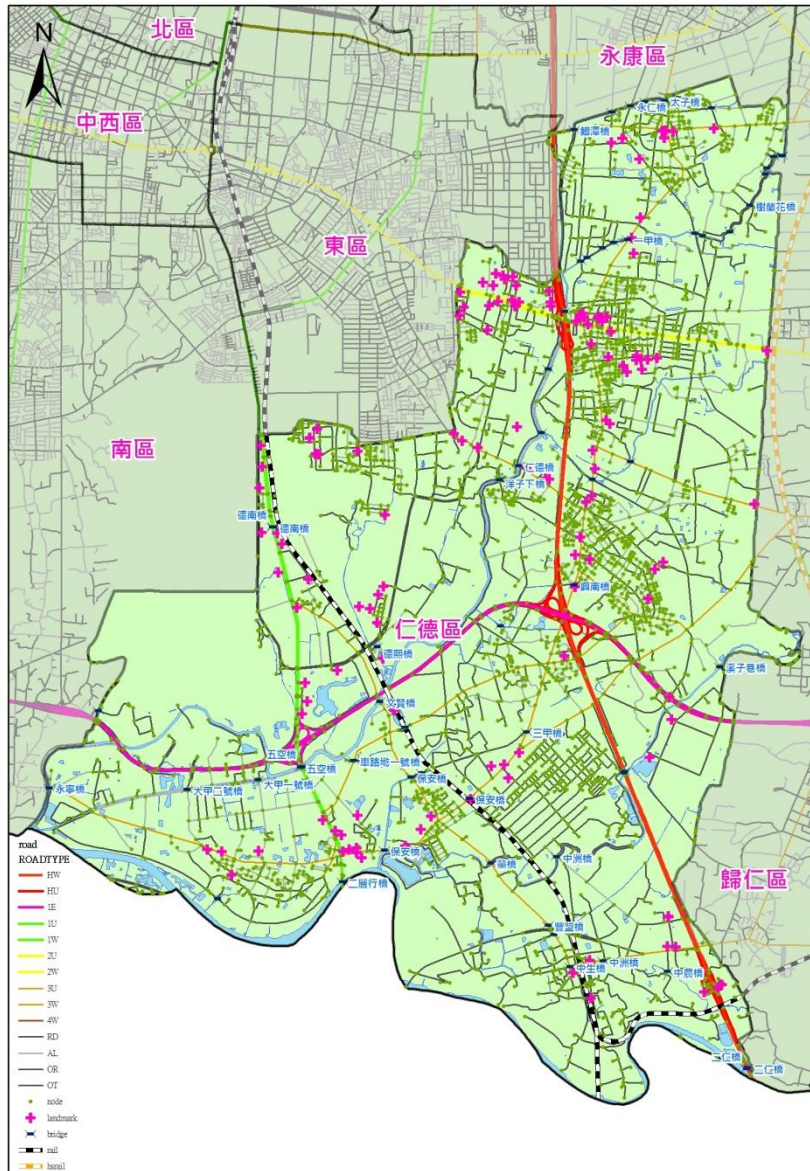 N
北區
永康區
中西區
永仁橋
太子橋
鯽潭橋
樹蘭花橋
東區
一甲橋
南區
仁德橋
洋子下橋
德南橋
德南橋
興南橋
仁德區
德熙橋
溪子巷橋
文賢橋
三甲橋
五空橋
五空橋
車路墘一號橋
保安橋
大甲一號橋
大甲二號橋
永寧橋
保安橋
保安橋
中洲橋
二層行橋
歸仁區
豐盟橋
中生橋
中洲橋
中農橋
二仁橋
二仁橋
road
ROADTYPE
HW
HU
1E
1U
1W
2U
2W
3U
3W
4W
RD
AL
OR
OT
node
landmark
bridge
rail
hsrail